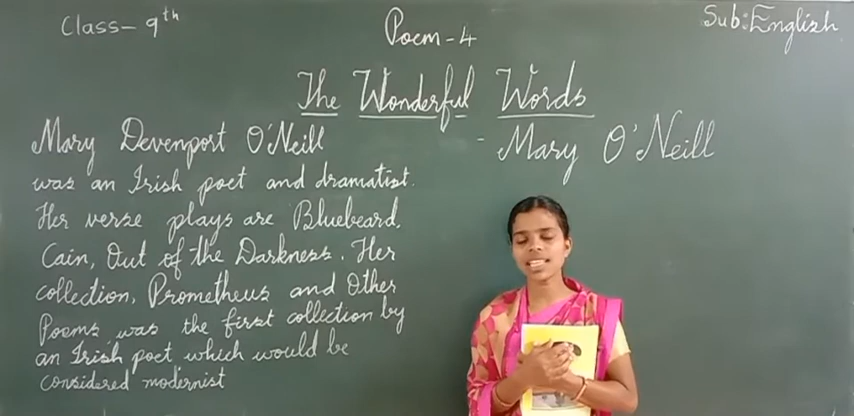 Class- 9th
Poem-4
Sub: English
The Wonderful Words
- Mary O'Neill
Mary Devenport O'Neill
was an Irish poet and dramatist.
Her verse plays are Bluebeard,
Cain, Out of the Darkness. Her
collection, Prometheus and Other
Poems was the first collection by
an Irish poet which would be
considered modernist